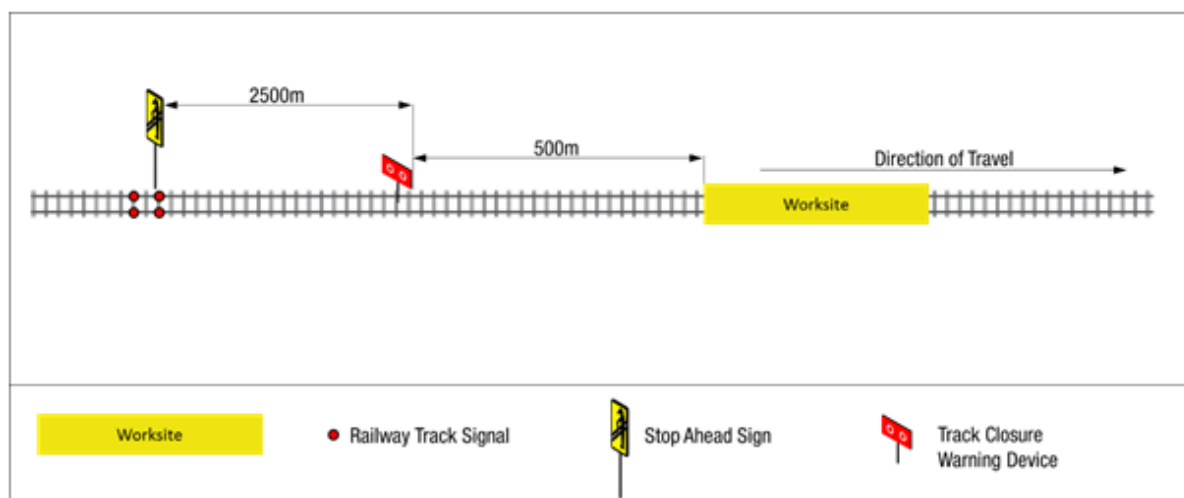 2500m
500m
Direction of Travel
Worksite
Worksite
Railway Track Signal
Stop Ahead Sign
Track Closure
Warning Device